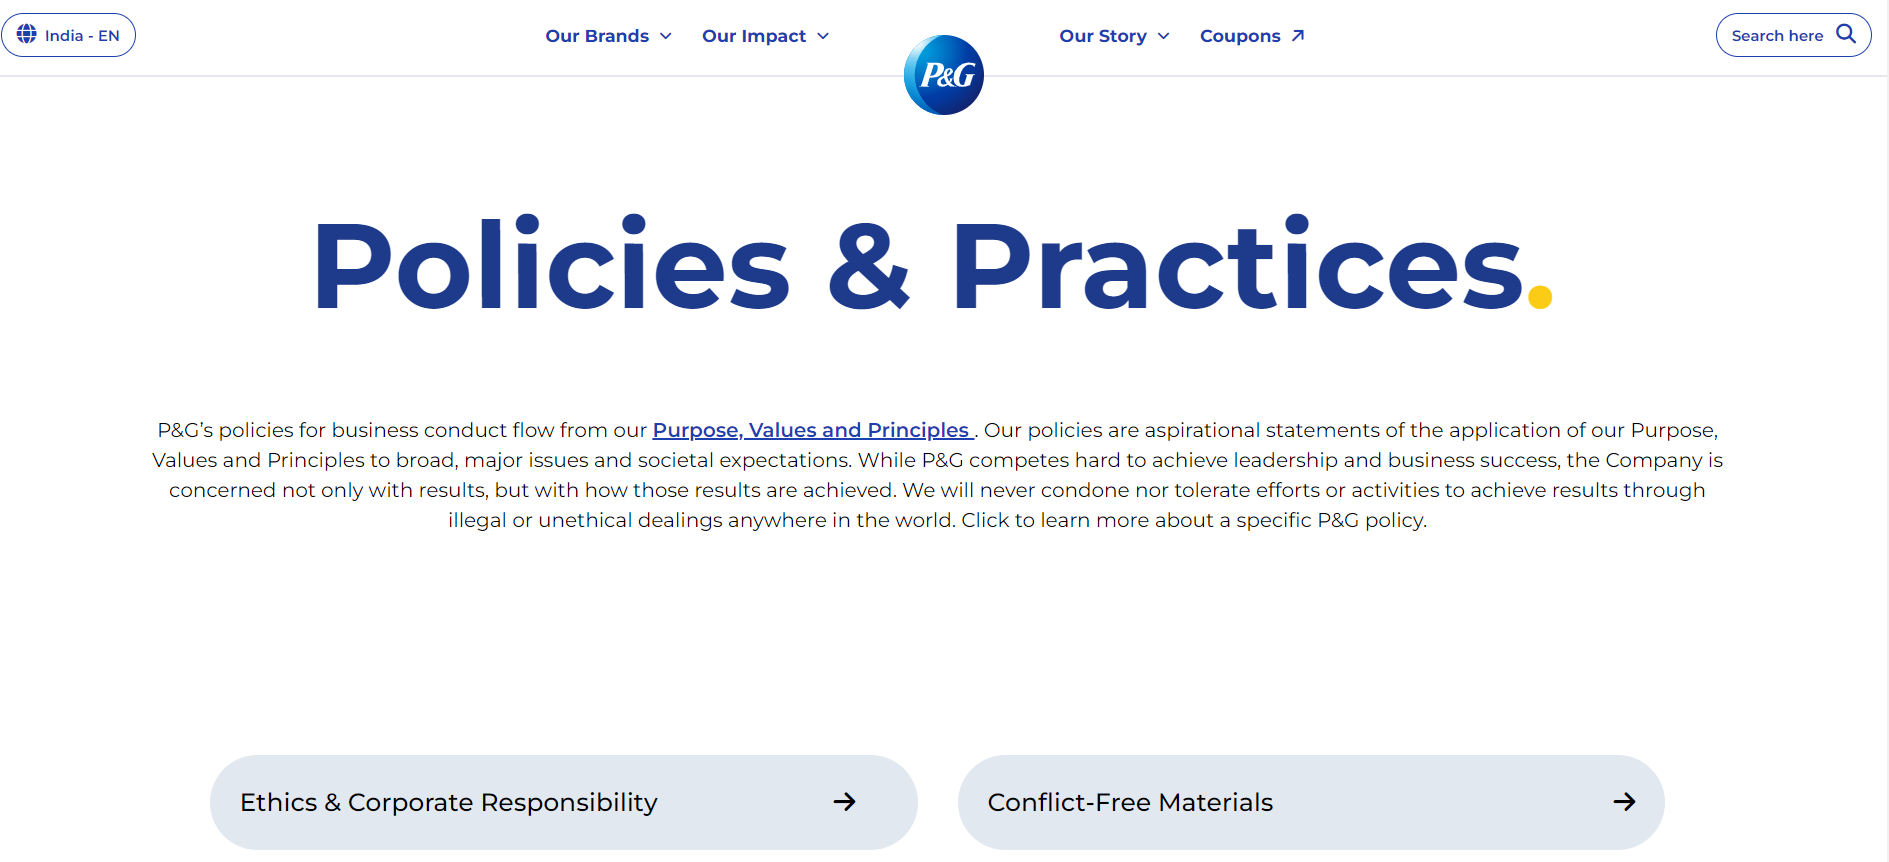 India - EN
Our Brands
Our Impact
P&G
Our Story
Coupons
Search here
Policies & Practices.
P&G’s policies for business conduct flow from our Purpose, Values and Principles . Our policies are aspirational statements of the application of our Purpose,
Values and Principles to broad, major issues and societal expectations. While P&G competes hard to achieve leadership and business success, the Company is
concerned not only with results, but with how those results are achieved. We will never condone nor tolerate efforts or activities to achieve results through
illegal or unethical dealings anywhere in the world. Click to learn more about a specific P&G policy.
Ethics & Corporate Responsibility
Conflict-Free Materials